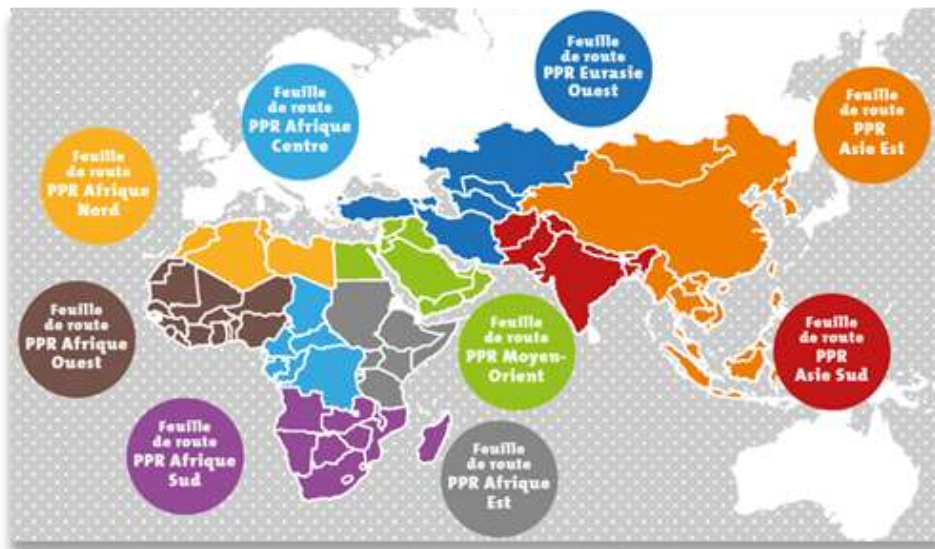 Feuille
de route
PPR Eurasie
Ouest
Feuille
de route
PPR Afrique
Centre
Feuille
de route
PPR
Asie Est
Feuille
de route
PPR Afrique
Nord
Feuille
de route
PPR Afrique
Ouest
Feuille
de route
PPR Moyen-
Orient
Feuille
de route
PPR
Asie Sud
Feuille
de route
PPR Afrique
Sud
Feuille
de route
PPR Afrique
Est